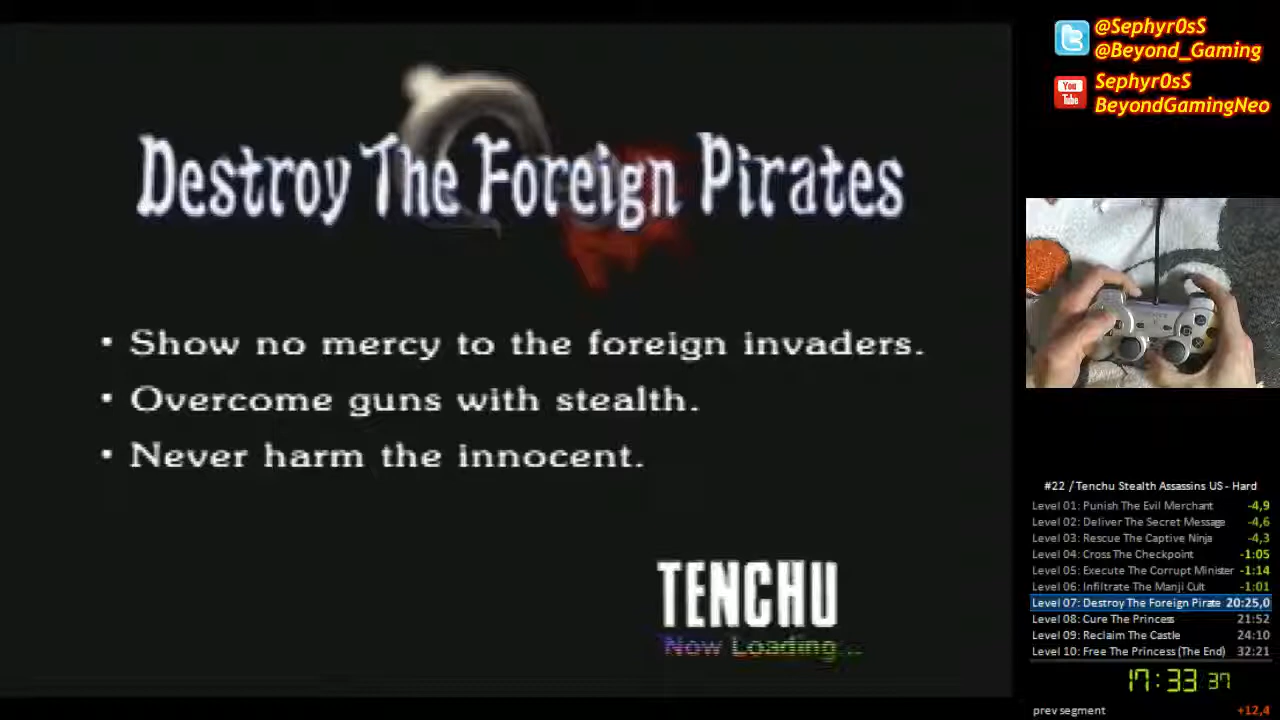 @Sephyr0sS
@Beyond_Gaming
You Tube
Sephyr0sS
BeyondGamingNeo
Destroy The Foreign Pirates
• Show no mercy to the foreign invaders.
• Overcome guns with stealth.
• Never harm the innocent.
TENCHU
Now Loading...
#22 / Tenchu Stealth Assassins US - Hard
Level 01: Punish The Evil Merchant -4,9
Level 02: Deliver The Secret Message -4,6
Level 03: Rescue The Captive Ninja -4,3
Level 04: Cross The Checkpoint -1:05
Level 05: Execute The Corrupt Minister -1:14
Level 06: Infiltrate The Manji Cult -1:01
Level 07: Destroy The Foreign Pirate 20:25,0
Level 08: Cure The Princess 21:52
Level 09: Reclaim The Castle 24:10
Level 10: Free The Princess (The End) 32:21
17:33 37
prev segment +12,4